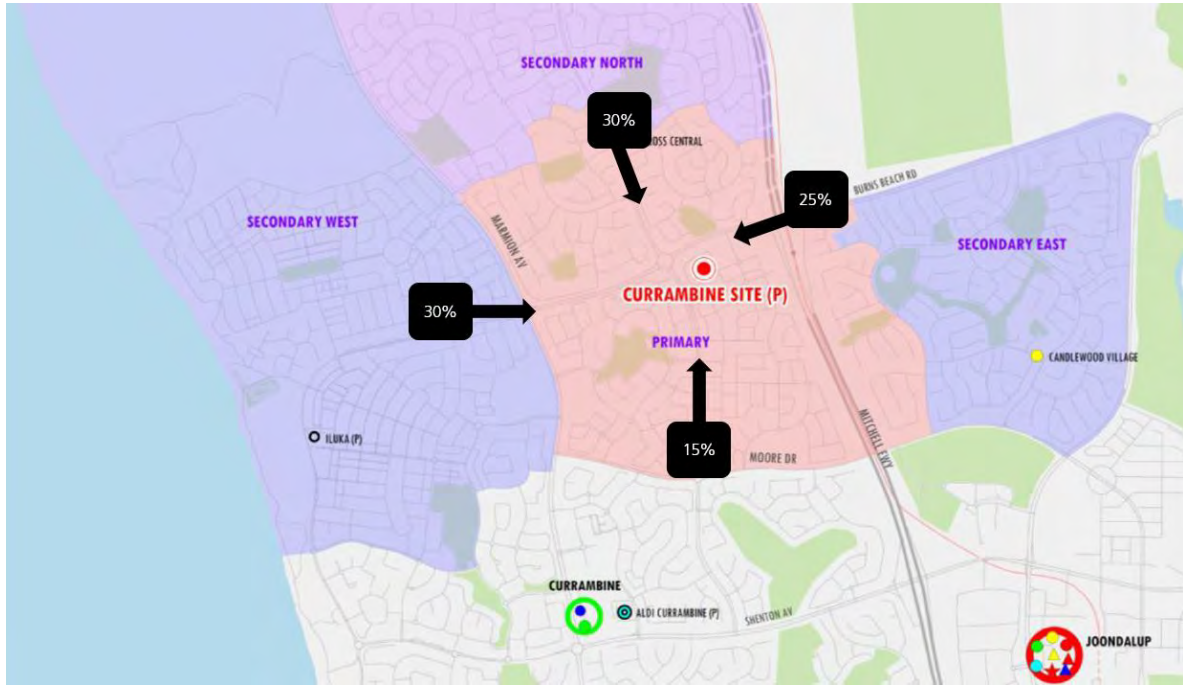 SECONDARY NORTH
30%
OSS CENTRAL
25%
BURNS BEACH RD
SECONDARY WEST
MARMION AV
SECONDARY EAST
CURRAMBINE SITE (P)
30%
PRIMARY
CANDLEWOOD VILLAGE
ILUKA (P)
15%
MOORE DR
MITCHELL FWY
CURRAMBINE
ALDI CURRAMBINE (P)
SHENTON AV
JOONDALUP